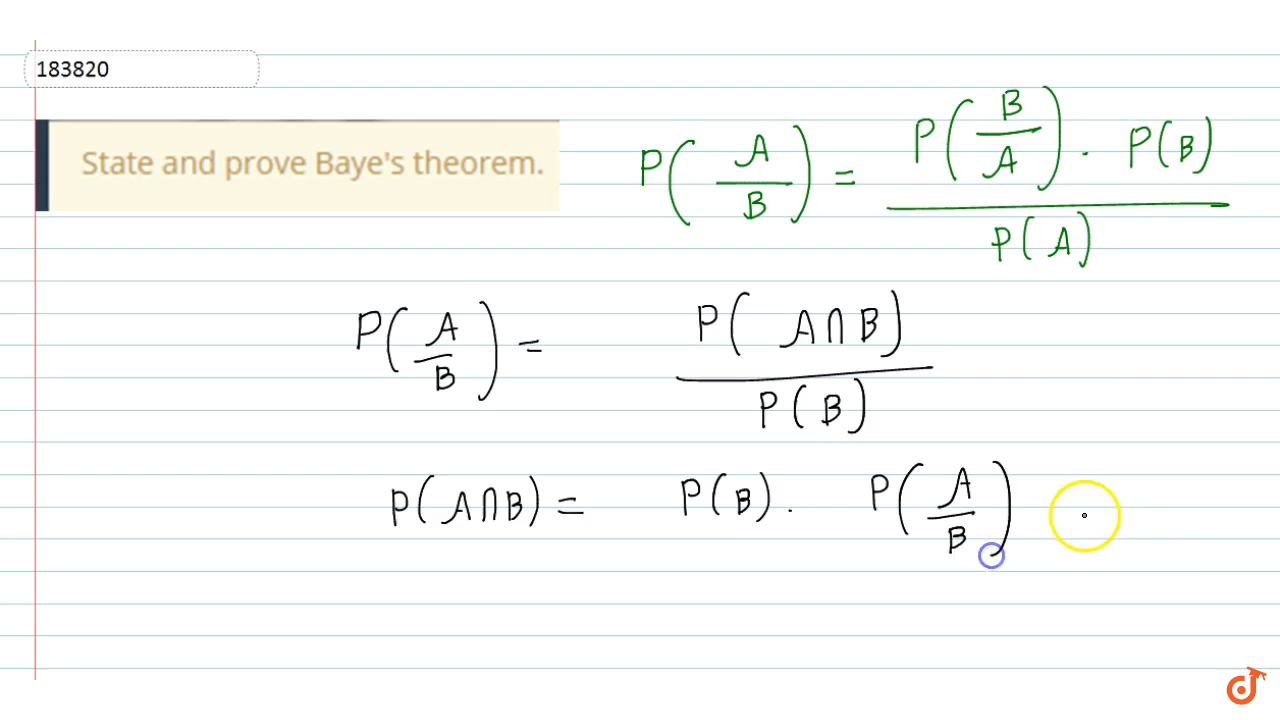 183820
State and prove Baye's theorem.
P(A/B) = P(B/A) . P(B) / P(A)
P(A/B) = P(A∩B) / P(B)
P(A∩B) = P(B) . P(A/B)